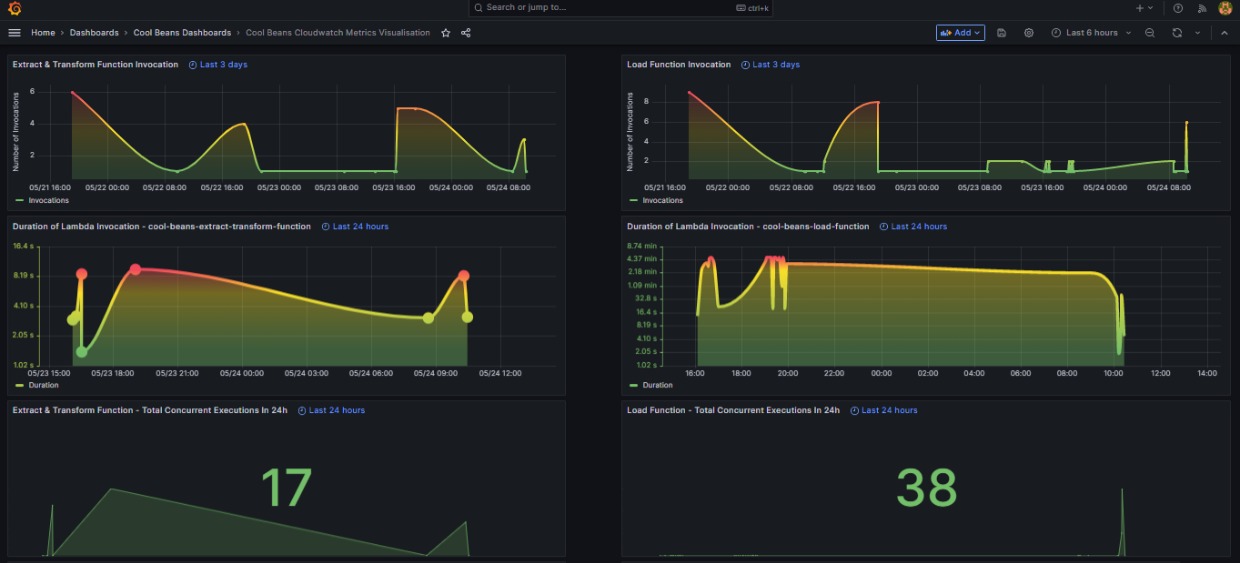 Search or jump to...
ctrl+k
Home > Dashboards > Cool Beans Dashboards > Cool Beans Cloudwatch Metrics Visualisation
Add
Last 6 hours
Extract & Transform Function Invocation Last 3 days
Number of Invocations
6
4
2
05/21 16:00 05/22 00:00 05/22 08:00 05/22 16:00 05/23 00:00 05/23 08:00 05/23 16:00 05/24 00:00 05/24 08:00
Invocations
Load Function Invocation Last 3 days
Number of Invocations
8
6
4
2
05/21 16:00 05/22 00:00 05/22 08:00 05/22 16:00 05/23 00:00 05/23 08:00 05/23 16:00 05/24 00:00 05/24 08:00
Invocations
Duration of Lambda Invocation - cool-beans-extract-transform-function Last 24 hours
16.4 s
8.19 s
4.10 s
2.05 s
1.02 s
05/23 15:00 05/23 18:00 05/23 21:00 05/24 00:00 05/24 03:00 05/24 06:00 05/24 09:00 05/24 12:00
Duration
Duration of Lambda Invocation - cool-beans-load-function Last 24 hours
8.74 min
4.37 min
2.18 min
1.09 min
32.8 s
16.4 s
8.19 s
4.10 s
2.05 s
1.02 s
16:00 18:00 20:00 22:00 00:00 02:00 04:00 06:00 08:00 10:00 12:00 14:00
Duration
Extract & Transform Function - Total Concurrent Executions In 24h Last 24 hours
17
Load Function - Total Concurrent Executions In 24h Last 24 hours
38